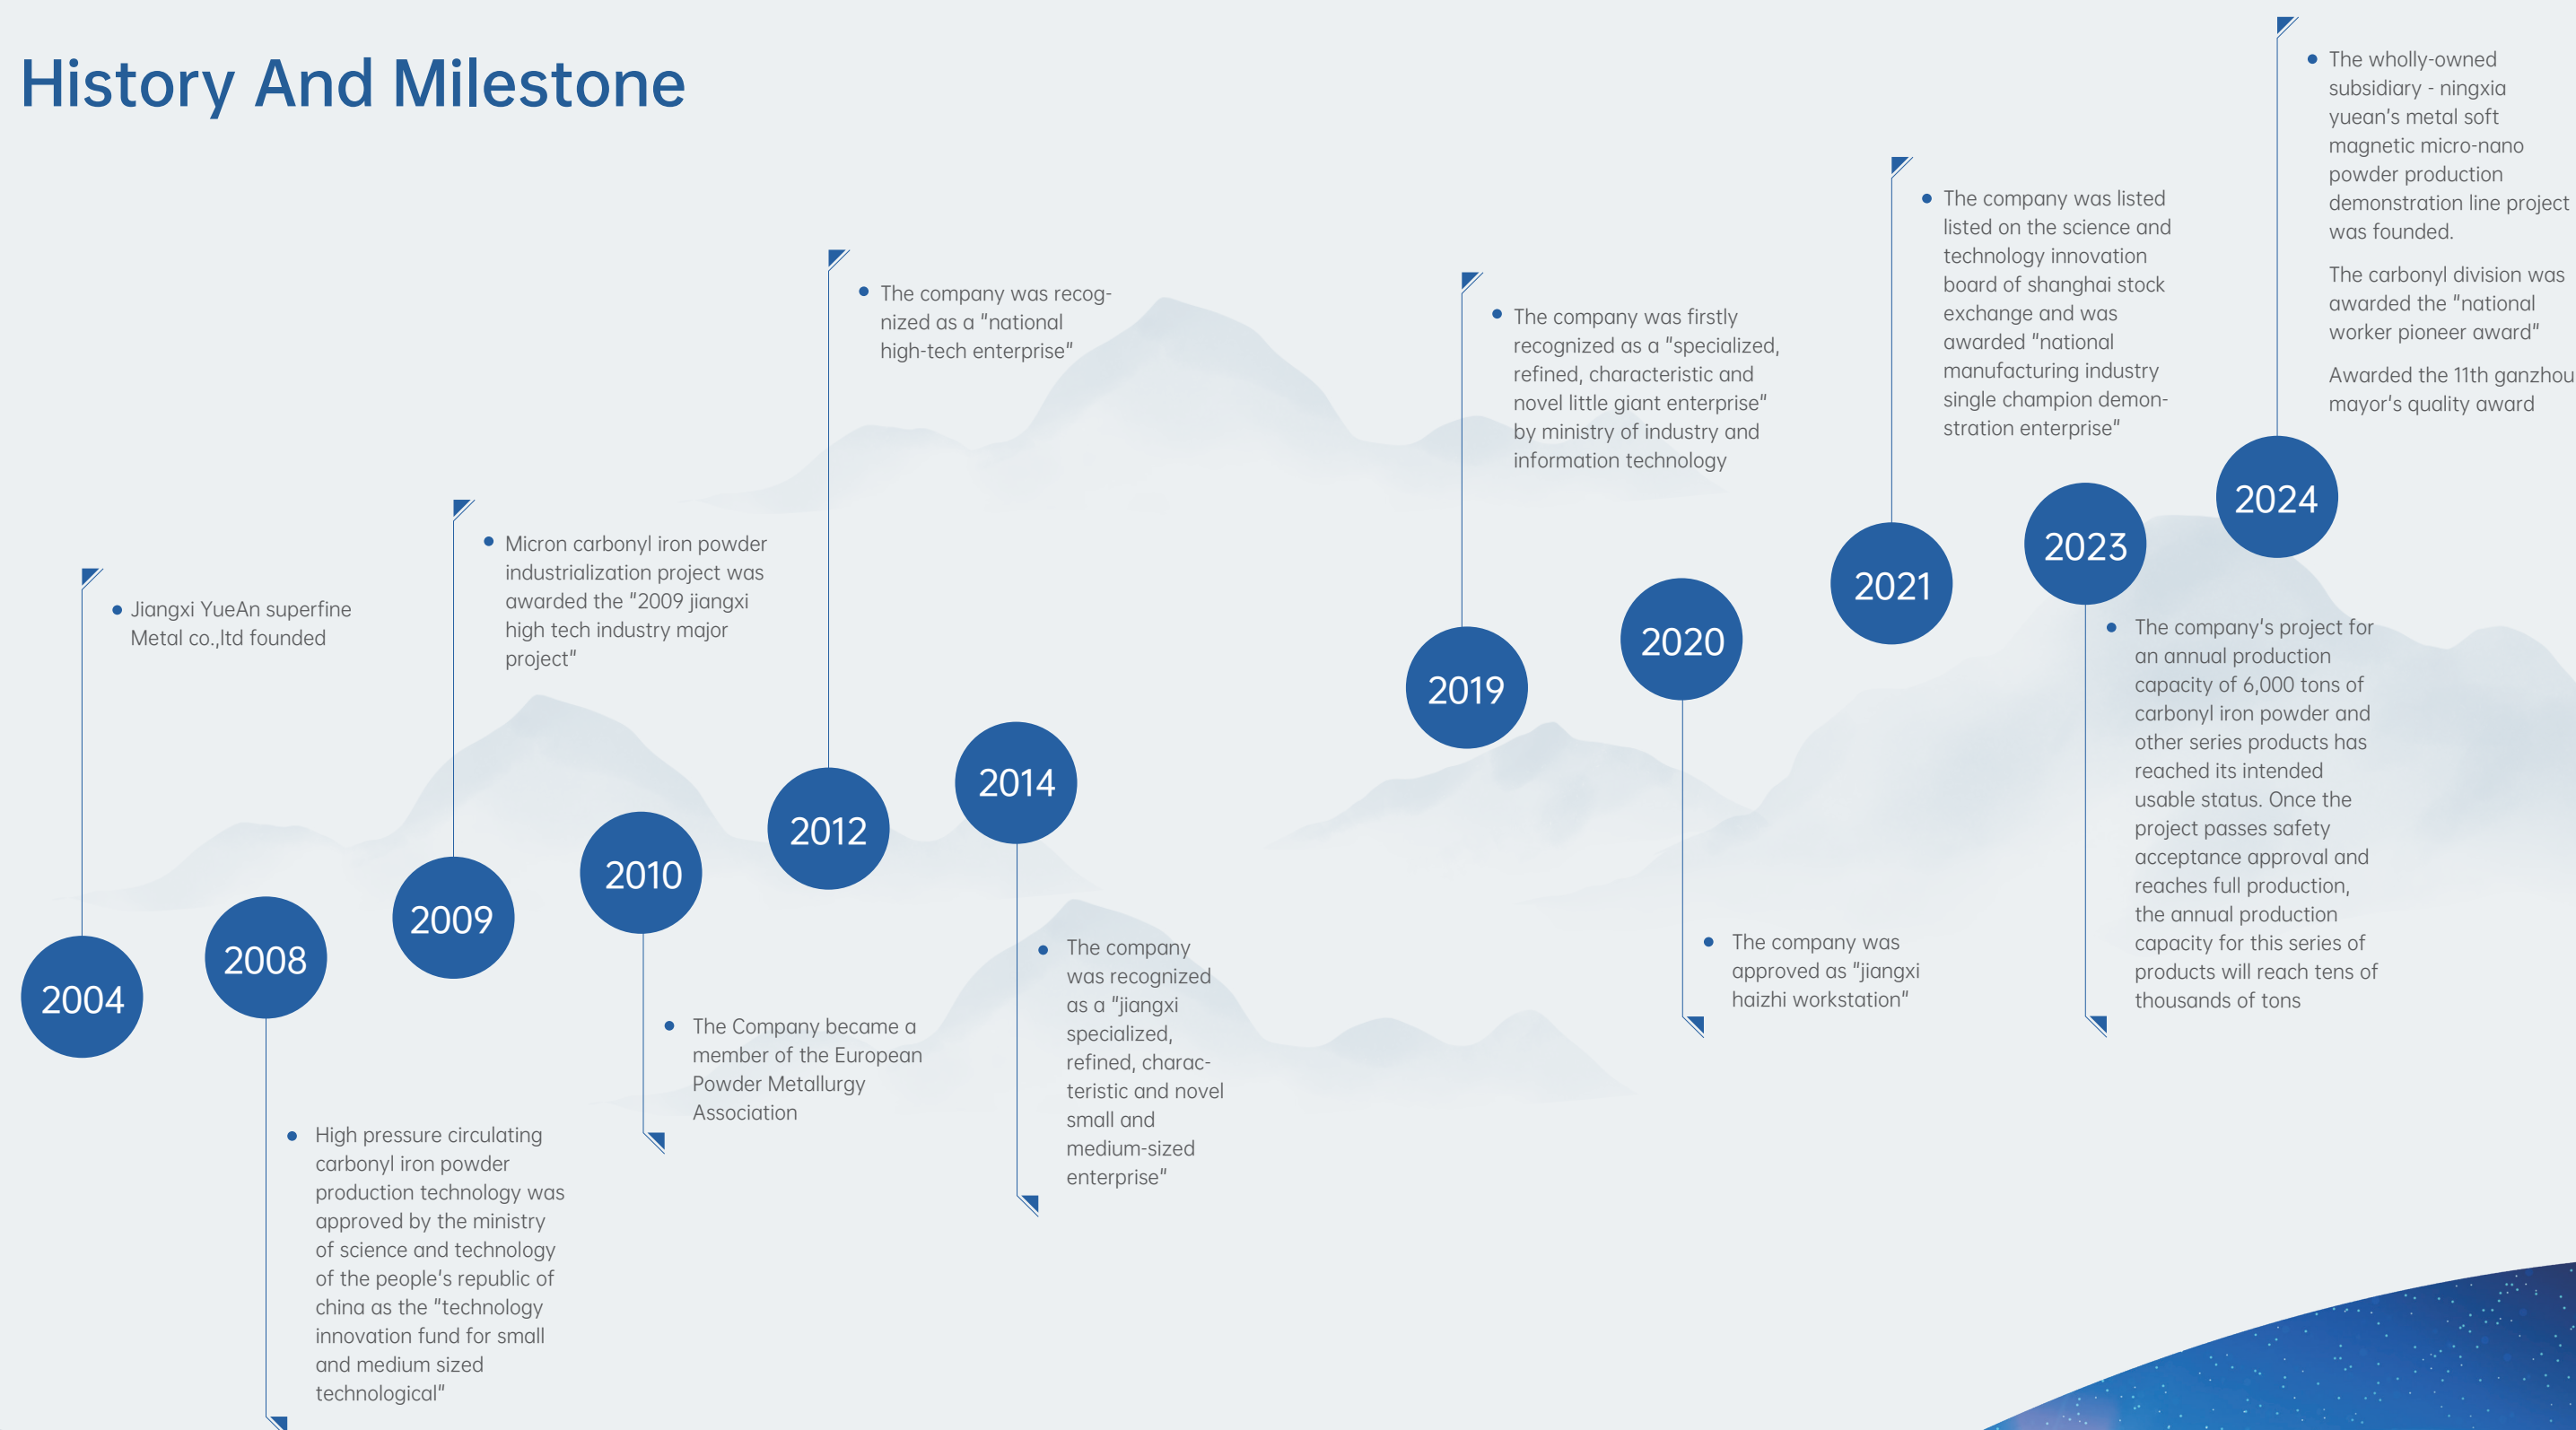 History And Milestone
2004
Jiangxi YueAn superfine
Metal co.,ltd founded
2008
High pressure circulating
carbonyl iron powder
production technology was
approved by the ministry
of science and technology
of the people's republic of
china as the "technology
innovation fund for small
and medium sized
technological"
2009
Micron carbonyl iron powder
industrialization project was
awarded the "2009 jiangxi
high tech industry major
project"
2010
The Company became a
member of the European
Powder Metallurgy
Association
2012
The company was recog-
nized as a "national
high-tech enterprise"
2014
The company
was recognized
as a "jiangxi
specialized,
refined, charac-
teristic and novel
small and
medium-sized
enterprise"
2019
The company was firstly
recognized as a "specialized,
refined, characteristic and
novel little giant enterprise"
by ministry of industry and
information technology
2020
The company was
approved as "jiangxi
haizhi workstation"
2021
The company was listed
listed on the science and
technology innovation
board of shanghai stock
exchange and was
awarded "national
manufacturing industry
single champion demon-
stration enterprise"
2023
The company's project for
an annual production
capacity of 6,000 tons of
carbonyl iron powder and
other series products has
reached its intended
usable status. Once the
project passes safety
acceptance approval and
reaches full production,
the annual production
capacity for this series of
products will reach tens of
thousands of tons
2024
The wholly-owned
subsidiary - ningxia
yuean's metal soft
magnetic micro-nano
powder production
demonstration line project
was founded.
The carbonyl division was
awarded the "national
worker pioneer award"
Awarded the 11th ganzhou
mayor's quality award